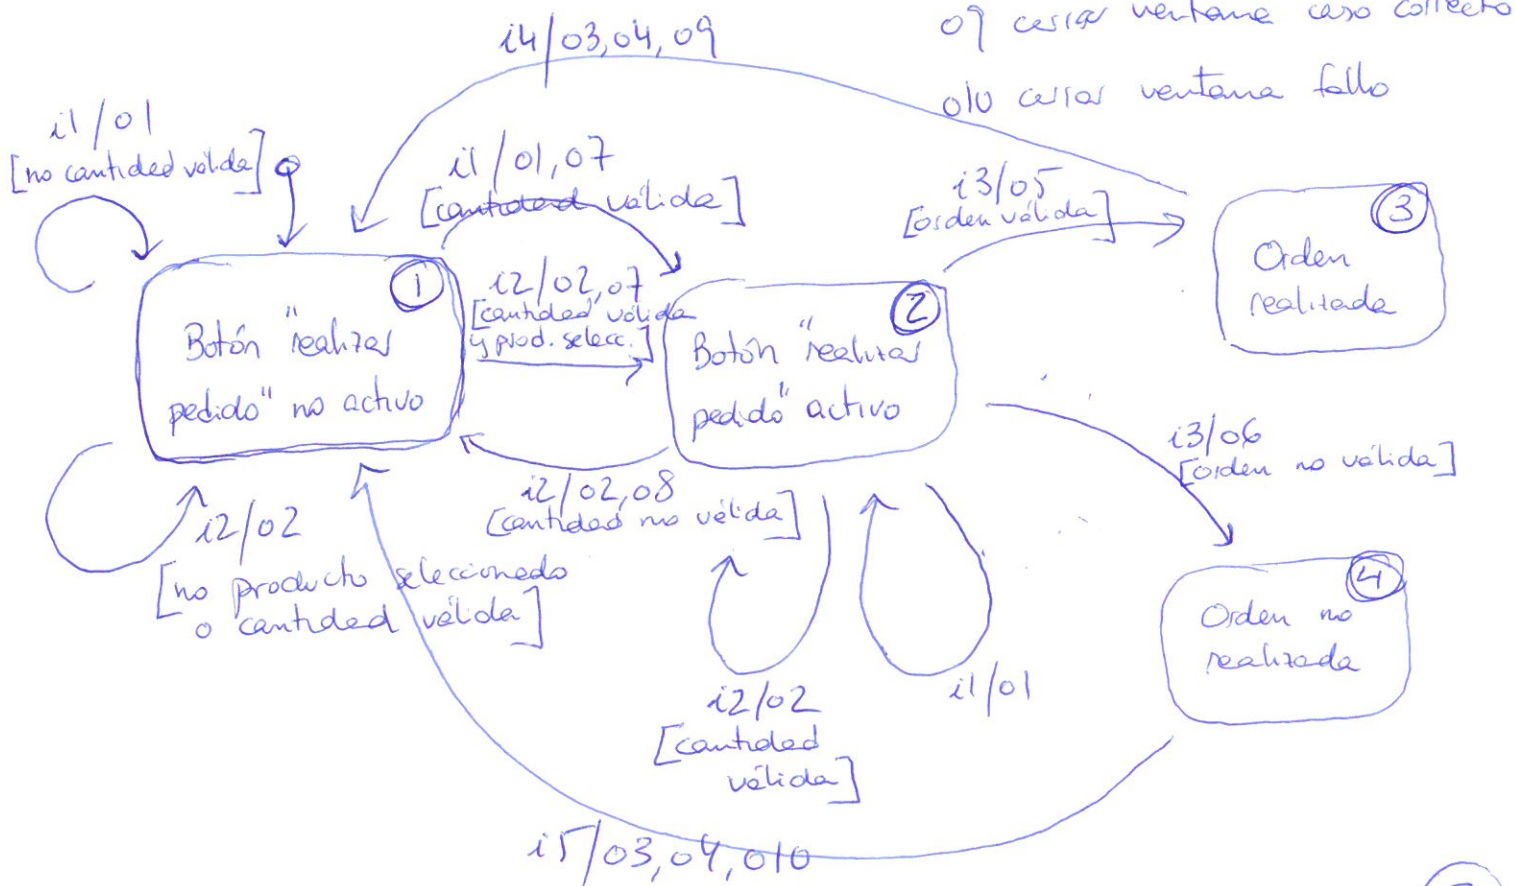 o9 cerrar ventana caso correcto
o10 cerrar ventana fallo
i4/o3,o4,o9
i1/o1
[no cantidad válida]
i1/o1,o7
[cantidad válida]
i3/o5
[orden válida]
3
Orden
realizada
1
Botón "realizar
pedido" no activo
i2/o2,o7
[cantidad válida
y prod. selecc.]
2
Botón "realizar
pedido" activo
i3/o6
[orden no válida]
i2/o2,o8
[cantidad no válida]
i2/o2
[no producto seleccionado
o cantidad válida]
4
Orden no
realizada
i2/o2
[cantidad
válida]
i1/o1
i5/o3,o4,o10